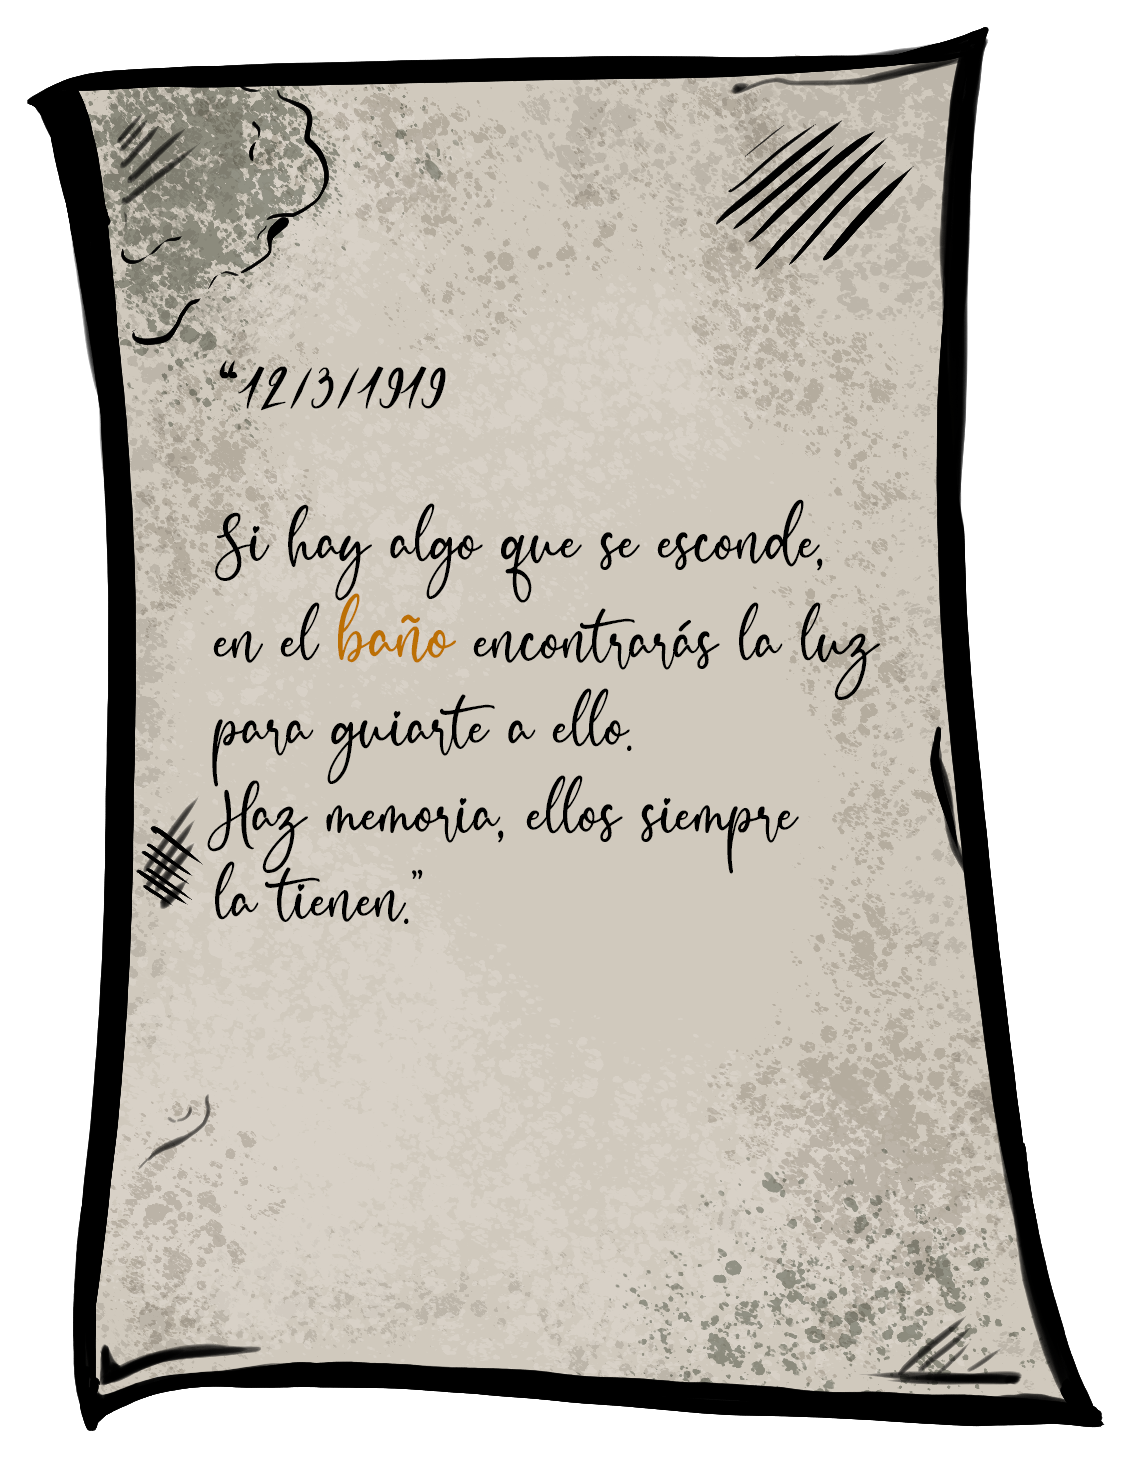 “12/3/1919
Si hay algo que se esconde,
en el baño encontrarás la luz
para guiarte a ello.
Haz memoria, ellos siempre
la tienen.”